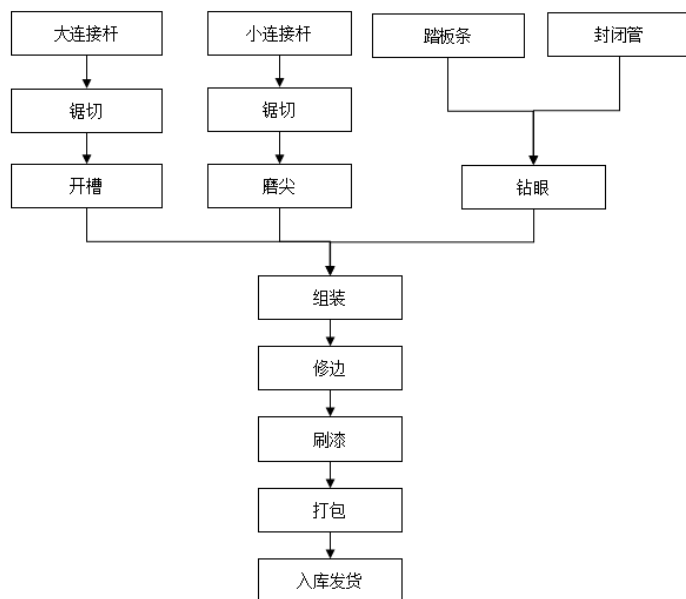 大连接杆
小连接杆
踏板条
封闭管
锯切
锯切
开槽
磨尖
钻眼
组装
修边
刷漆
打包
入库发货